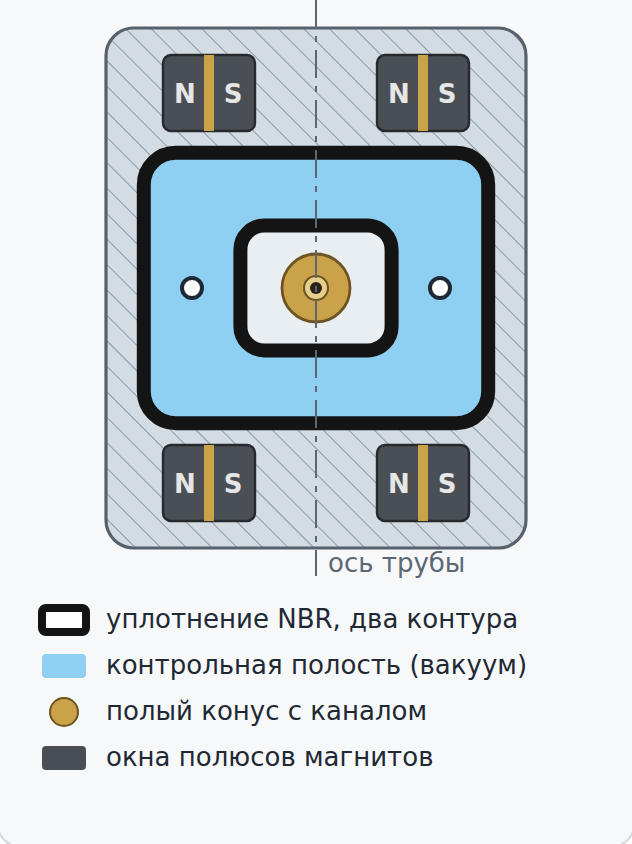 N S N S
N S N S
ось трубы
уплотнение NBR, два контура
контрольная полость (вакуум)
полый конус с каналом
окна полюсов магнитов